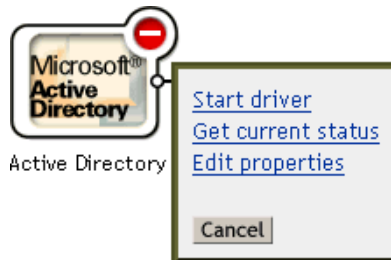 Microsoft®
Active
Directory
Active Directory
Start driver
Get current status
Edit properties
Cancel